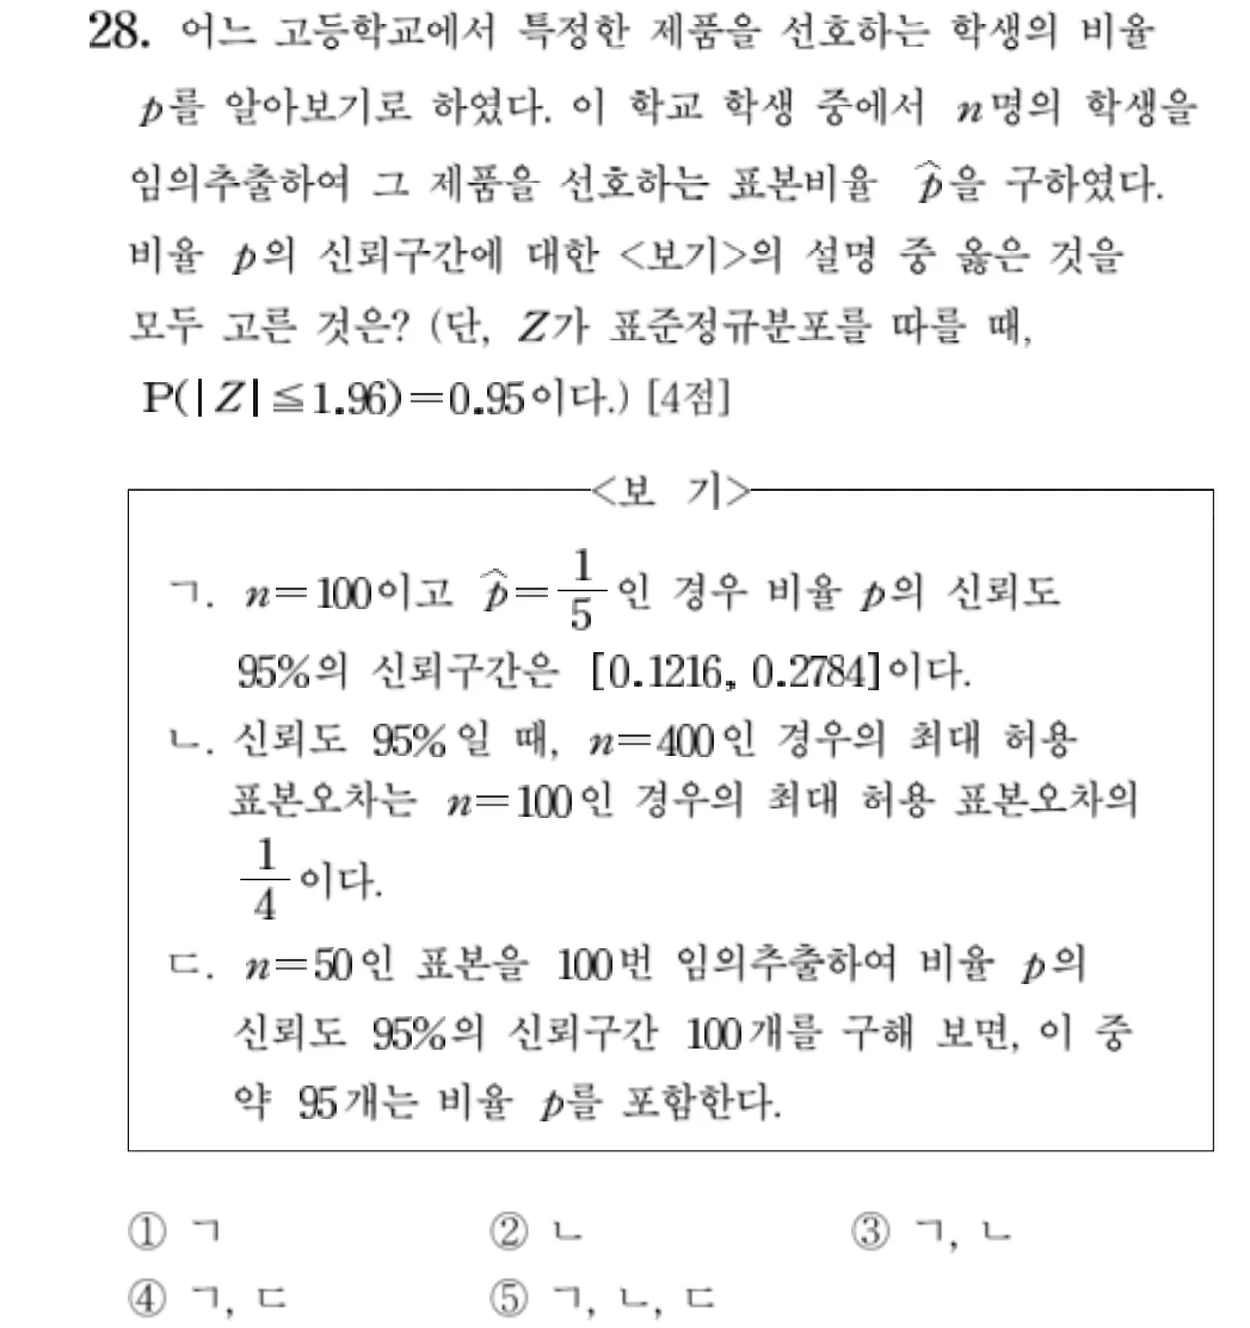 28. 어느 고등학교에서 특정한 제품을 선호하는 학생의 비율
p를 알아보기로 하였다. 이 학교 학생 중에서 n명의 학생을
임의추출하여 그 제품을 선호하는 표본비율 p̂을 구하였다.
비율 p의 신뢰구간에 대한 <보기>의 설명 중 옳은 것을
모두 고른 것은? (단, Z가 표준정규분포를 따를 때,
P(|Z|≦1.96)=0.95이다.) [4점]
<보 기>
ㄱ. n=100이고 p̂=1/5인 경우 비율 p의 신뢰도
95%의 신뢰구간은 [0.1216, 0.2784]이다.
ㄴ. 신뢰도 95%일 때, n=400인 경우의 최대 허용
표본오차는 n=100인 경우의 최대 허용 표본오차의
1/4이다.
ㄷ. n=50인 표본을 100번 임의추출하여 비율 p의
신뢰도 95%의 신뢰구간 100개를 구해 보면, 이 중
약 95개는 비율 p를 포함한다.
① ㄱ ② ㄴ ③ ㄱ, ㄴ
④ ㄱ, ㄷ ⑤ ㄱ, ㄴ, ㄷ